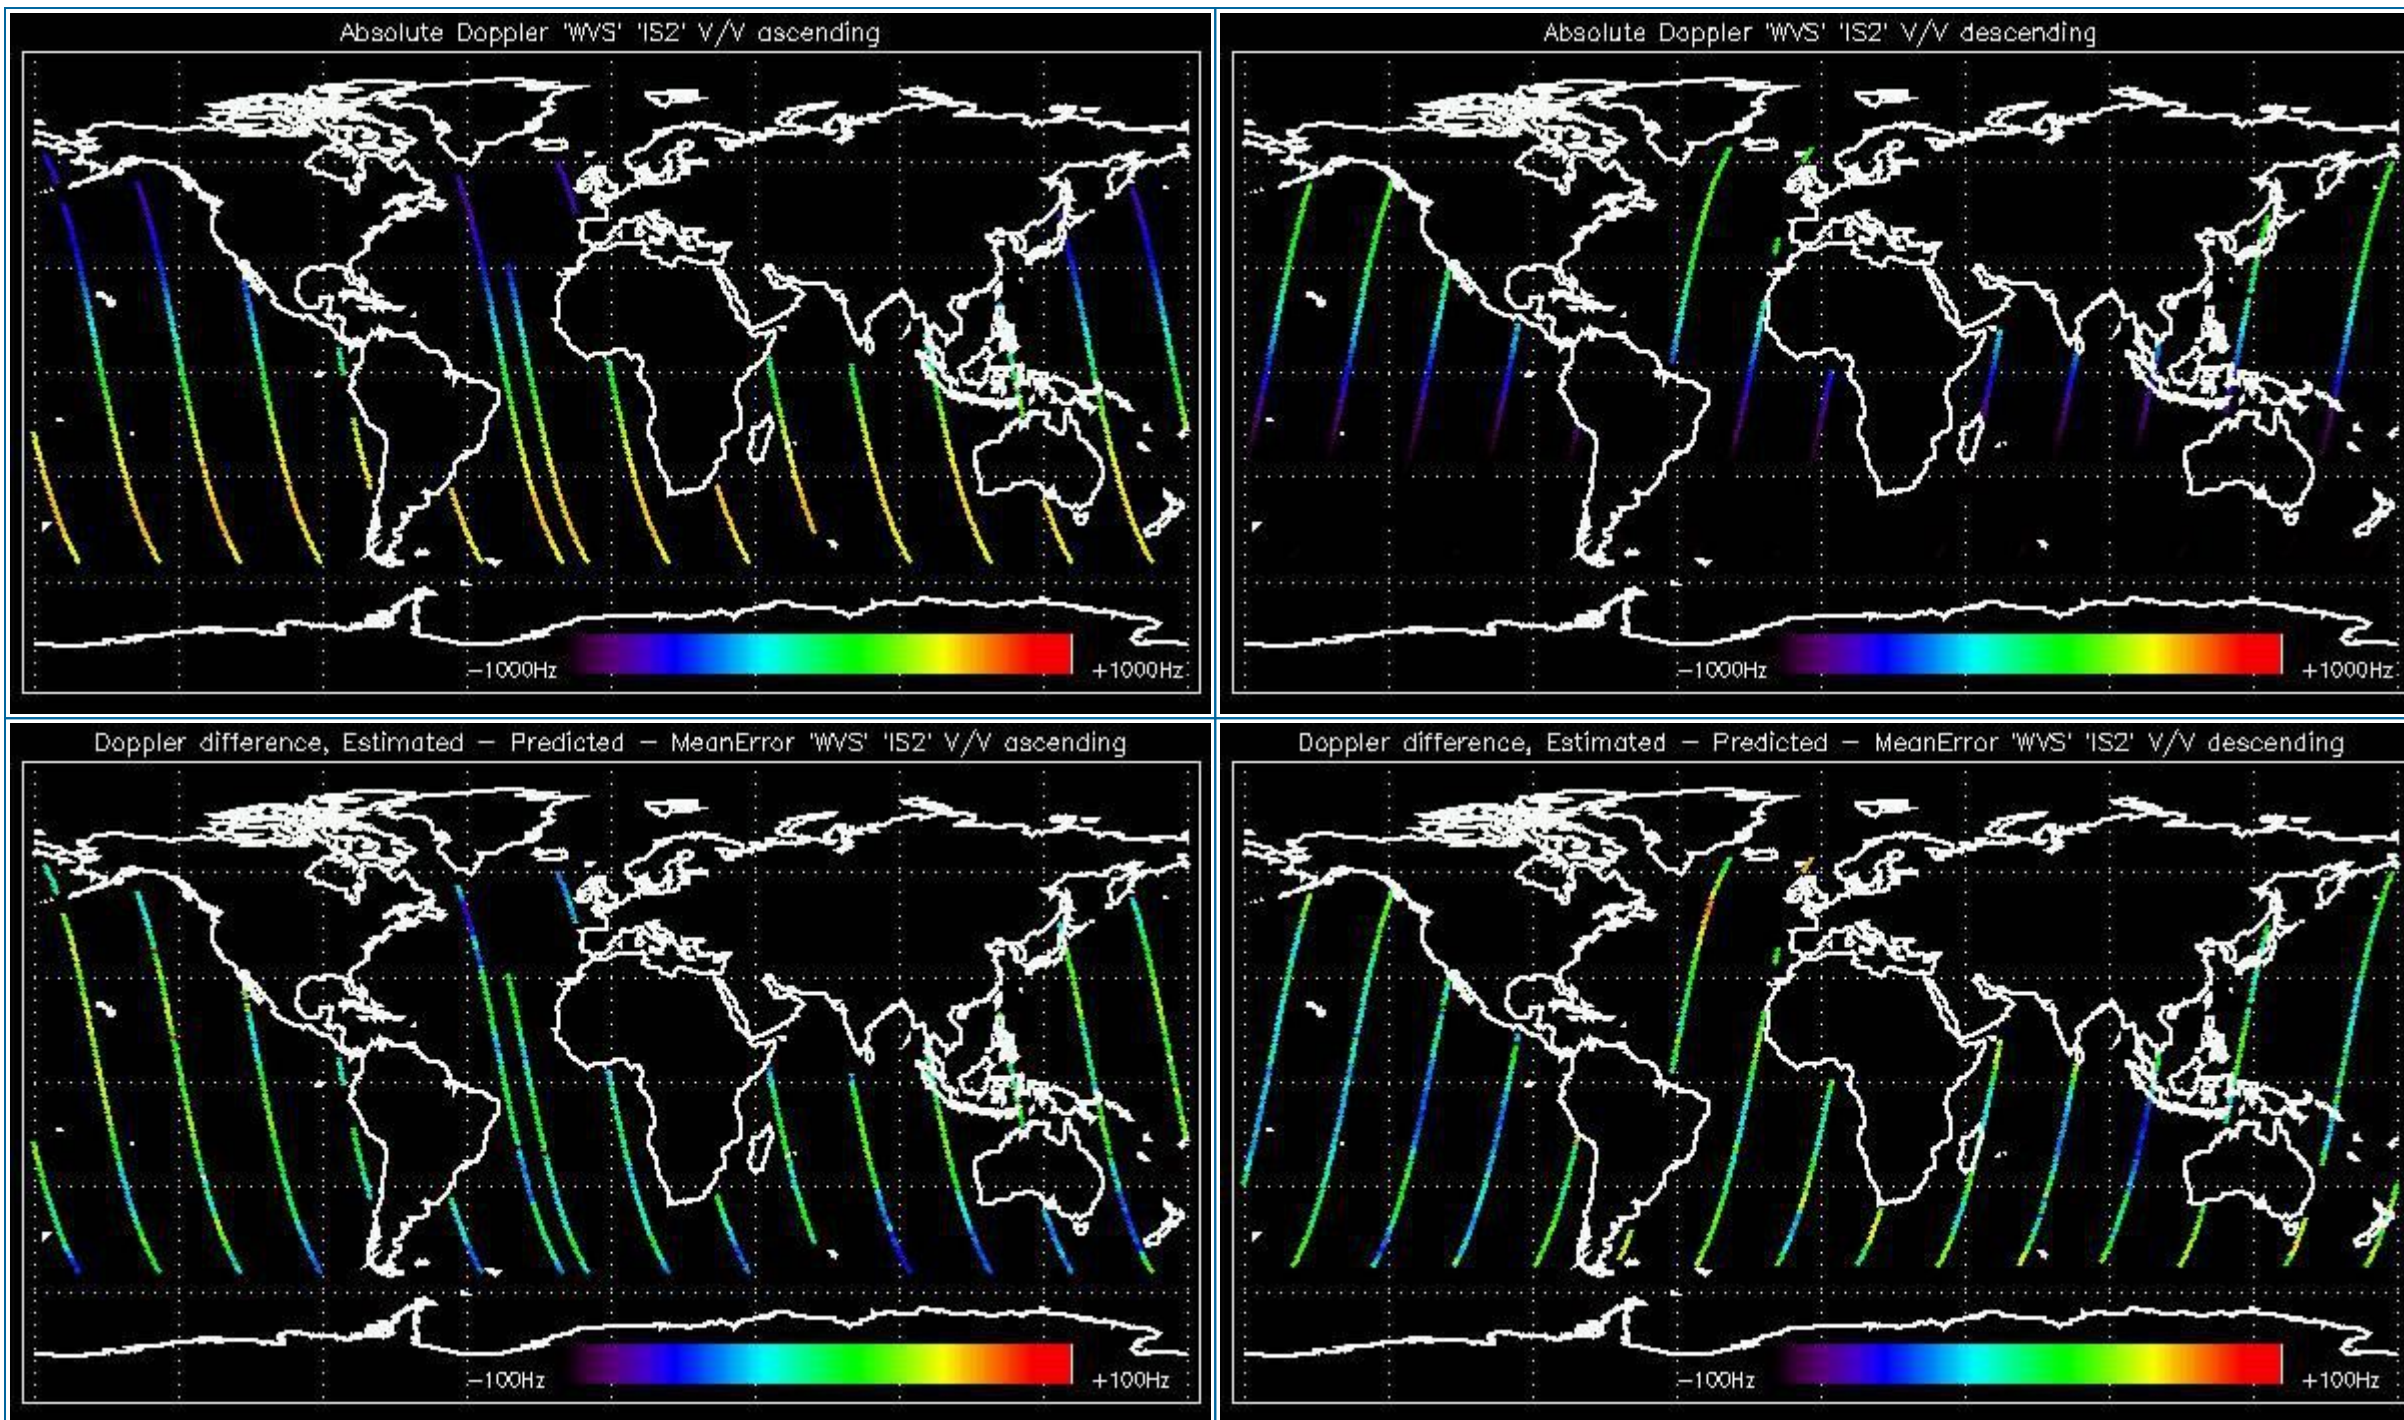 Absolute Doppler 'WVS' 'IS2' V/V ascending
-1000Hz
+1000Hz
Absolute Doppler 'WVS' 'IS2' V/V descending
-1000Hz
+1000Hz
Doppler difference, Estimated - Predicted - MeanError 'WVS' 'IS2' V/V ascending
-100Hz
+100Hz
Doppler difference, Estimated - Predicted - MeanError 'WVS' 'IS2' V/V descending
-100Hz
+100Hz